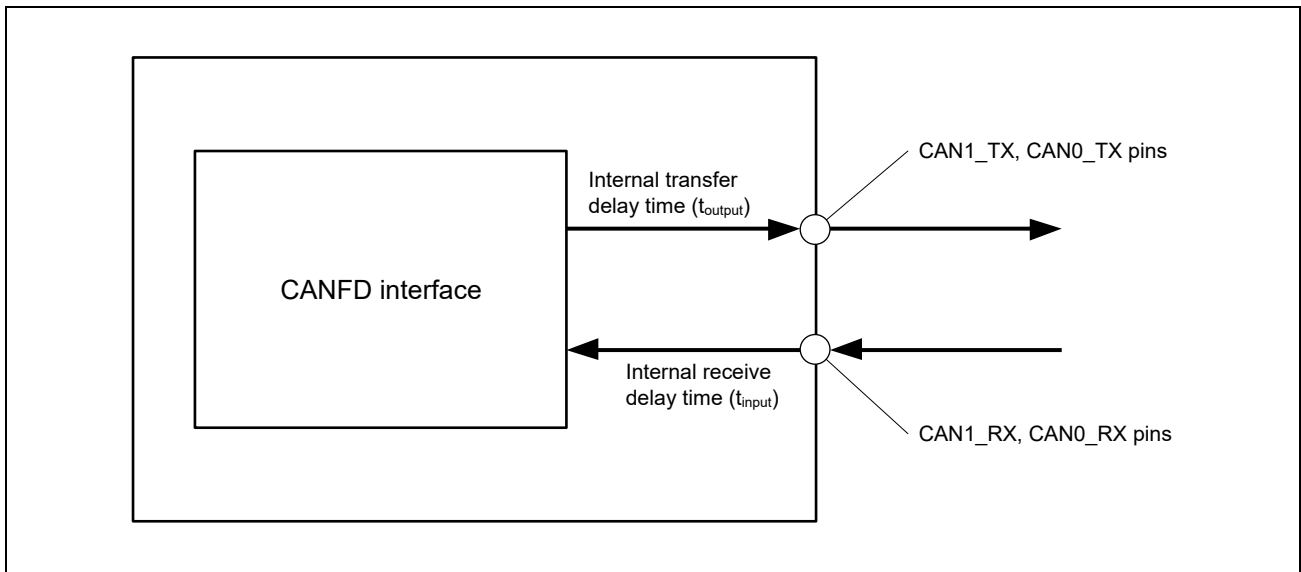 CAN1_TX, CAN0_TX pins
Internal transfer
delay time (toutput)
CANFD interface
Internal receive
delay time (tinput)
CAN1_RX, CAN0_RX pins